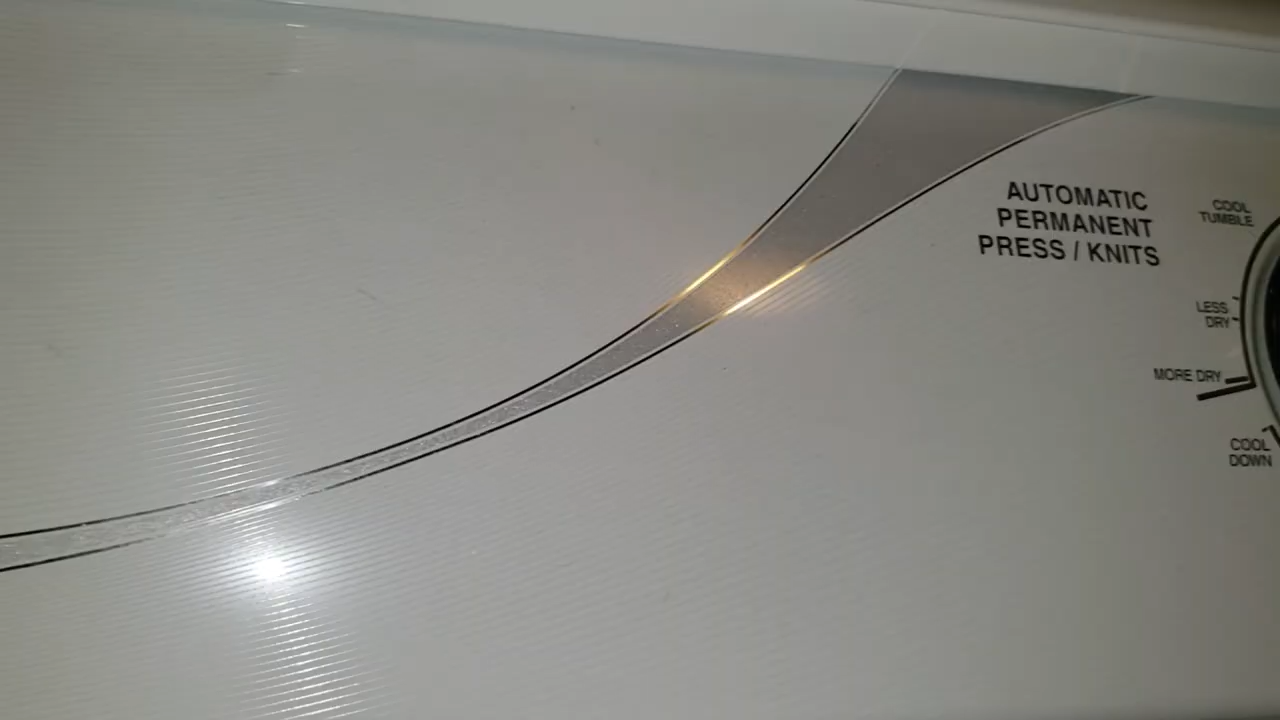 AUTOMATIC
PERMANENT
PRESS / KNITS
COOL
TUMBLE
LESS
DRY
MORE DRY
COOL
DOWN